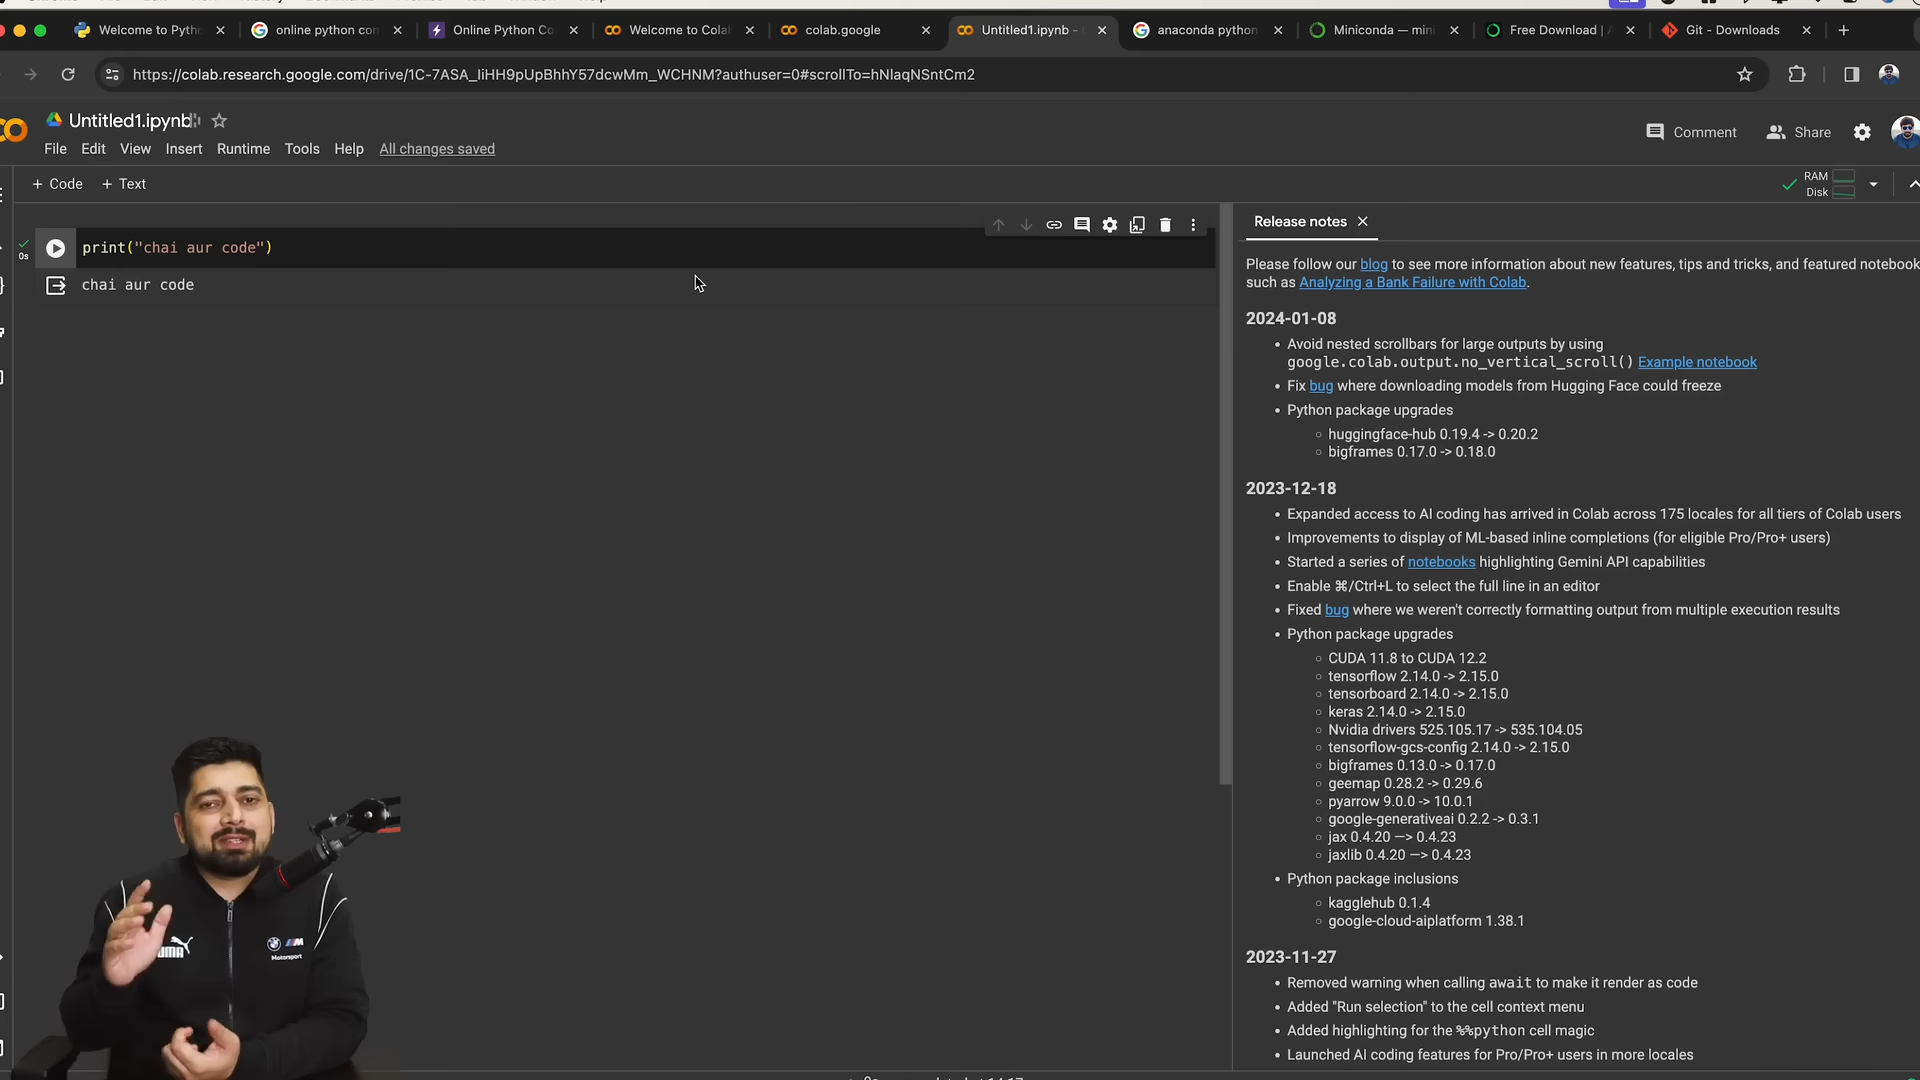 Welcome to Pyth
online python con
Online Python Co
Welcome to Cola
colab.google
Untitled1.ipynb -
anaconda python
Miniconda — mini
Free Download |
Git - Downloads
https://colab.research.google.com/drive/1C-7ASA_IiHH9pUpBhhY57dcwMm_WCHNM?authuser=0#scrollTo=hNIaqNSntCm2
Untitled1.ipynb
Comment
Share
File Edit View Insert Runtime Tools Help All changes saved
+ Code + Text
RAM
Disk
Release notes
print("chai aur code")
0s
chai aur code
Please follow our blog to see more information about new features, tips and tricks, and featured notebook
such as Analyzing a Bank Failure with Colab.
2024-01-08
• Avoid nested scrollbars for large outputs by using
google.colab.output.no_vertical_scroll() Example notebook
• Fix bug where downloading models from Hugging Face could freeze
• Python package upgrades
○ huggingface-hub 0.19.4 -> 0.20.2
○ bigframes 0.17.0 -> 0.18.0
2023-12-18
• Expanded access to AI coding has arrived in Colab across 175 locales for all tiers of Colab users
• Improvements to display of ML-based inline completions (for eligible Pro/Pro+ users)
• Started a series of notebooks highlighting Gemini API capabilities
• Enable ⌘/Ctrl+L to select the full line in an editor
• Fixed bug where we weren't correctly formatting output from multiple execution results
• Python package upgrades
○ CUDA 11.8 to CUDA 12.2
○ tensorflow 2.14.0 -> 2.15.0
○ tensorboard 2.14.0 -> 2.15.0
○ keras 2.14.0 -> 2.15.0
○ Nvidia drivers 525.105.17 -> 535.104.05
○ tensorflow-gcs-config 2.14.0 -> 2.15.0
○ bigframes 0.13.0 -> 0.17.0
○ geemap 0.28.2 -> 0.29.6
○ pyarrow 9.0.0 -> 10.0.1
○ google-generativeai 0.2.2 -> 0.3.1
○ jax 0.4.20 —> 0.4.23
○ jaxlib 0.4.20 —> 0.4.23
• Python package inclusions
○ kagglehub 0.1.4
○ google-cloud-aiplatform 1.38.1
2023-11-27
• Removed warning when calling await to make it render as code
• Added "Run selection" to the cell context menu
• Added highlighting for the %%python cell magic
• Launched AI coding features for Pro/Pro+ users in more locales
PUMA
Motorsport